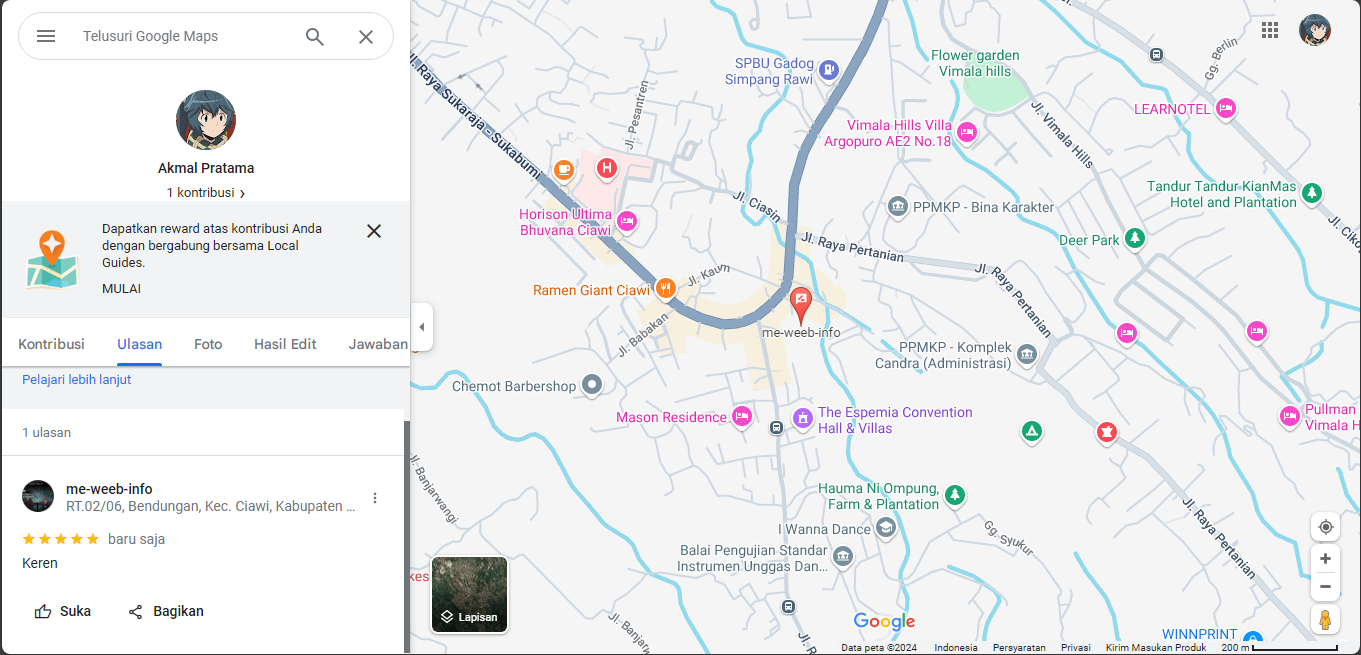 Telusuri Google Maps
Akmal Pratama
1 kontribusi ›
Dapatkan reward atas kontribusi Anda
dengan bergabung bersama Local
Guides.
MULAI
Kontribusi
Ulasan
Foto
Hasil Edit
Jawaban
Pelajari lebih lanjut
1 ulasan
me-weeb-info
RT.02/06, Bendungan, Kec. Ciawi, Kabupaten ...
baru saja
Keren
Suka
Bagikan
Jl. Raya Sukaraja - Sukabumi
Jl. Pesantren
SPBU Gadog
Simpang Rawi
Flower garden
Vimala hills
Gg. Berlin
LEARNOTEL
Vimala Hills Villa
Argopuro AE2 No.18
Jl. Vimala Hills
H
Tandur Tandur KianMas
Hotel and Plantation
Horison Ultima
Bhuvana Ciawi
Jl. Ciasin
PPMKP - Bina Karakter
Deer Park
Jl. Raya Pertanian
Jl. Raya Pertanian
Jl. Kaum
Ramen Giant Ciawi
Jl. Babakan
me-weeb-info
PPMKP - Komplek
Candra (Administrasi)
Chemot Barbershop
Mason Residence
The Espemia Convention
Hall & Villas
Pullman
Vimala H
Jl. Banjarwangi
Hauma Ni Ompung,
Farm & Plantation
I Wanna Dance
Gg. Syukur
Jl. Raya Pertanian
Balai Pengujian Standar
Instrumen Unggas Dan...
kes
Lapisan
Jl. Banjar
Jl. R
Google
WINNPRINT
Data peta ©2024
Indonesia
Persyaratan
Privasi
Kirim Masukan Produk
200 m